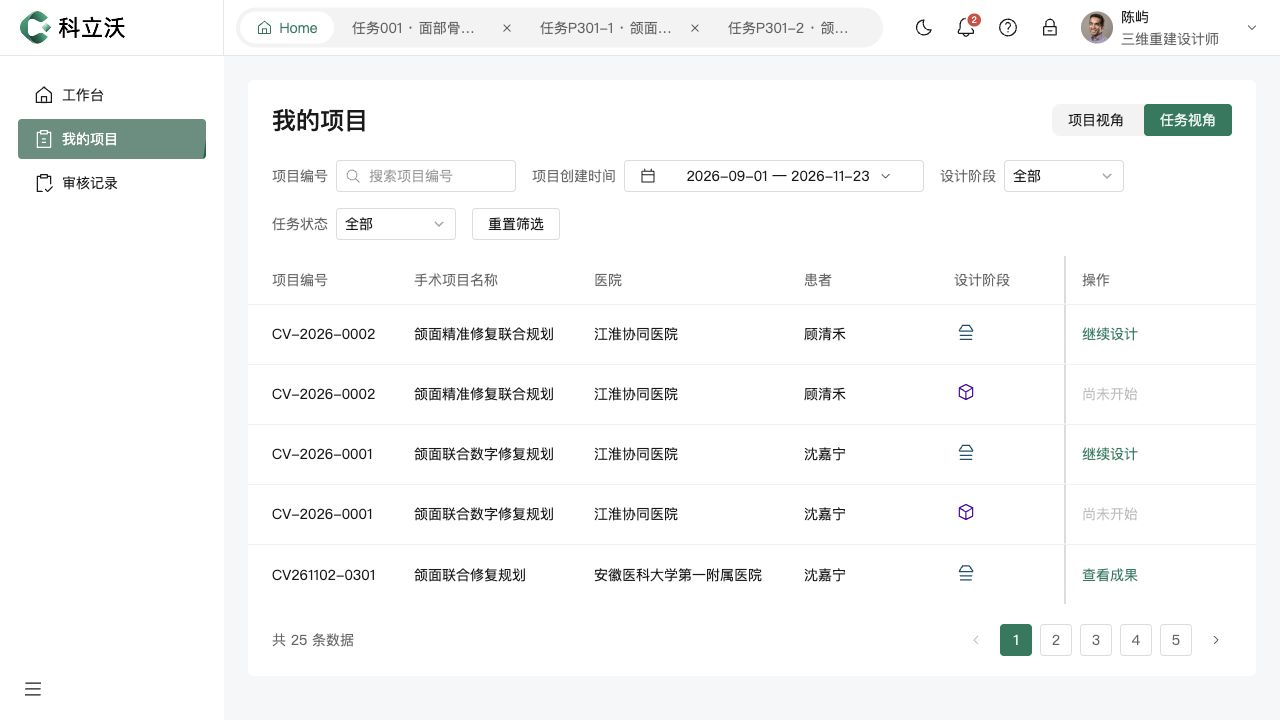 科立沃
Home
任务001 · 面部骨...
任务P301-1 · 颌面...
任务P301-2 · 颌...
2
陈屿
三维重建设计师
工作台
我的项目
审核记录
我的项目
项目视角
任务视角
项目编号
搜索项目编号
项目创建时间
2026-09-01 — 2026-11-23
设计阶段
全部
任务状态
全部
重置筛选
项目编号 手术项目名称 医院 患者 设计阶段 操作
CV-2026-0002 颌面精准修复联合规划 江淮协同医院 顾清禾 继续设计
CV-2026-0002 颌面精准修复联合规划 江淮协同医院 顾清禾 尚未开始
CV-2026-0001 颌面联合数字修复规划 江淮协同医院 沈嘉宁 继续设计
CV-2026-0001 颌面联合数字修复规划 江淮协同医院 沈嘉宁 尚未开始
CV261102-0301 颌面联合修复规划 安徽医科大学第一附属医院 沈嘉宁 查看成果
共 25 条数据
1 2 3 4 5